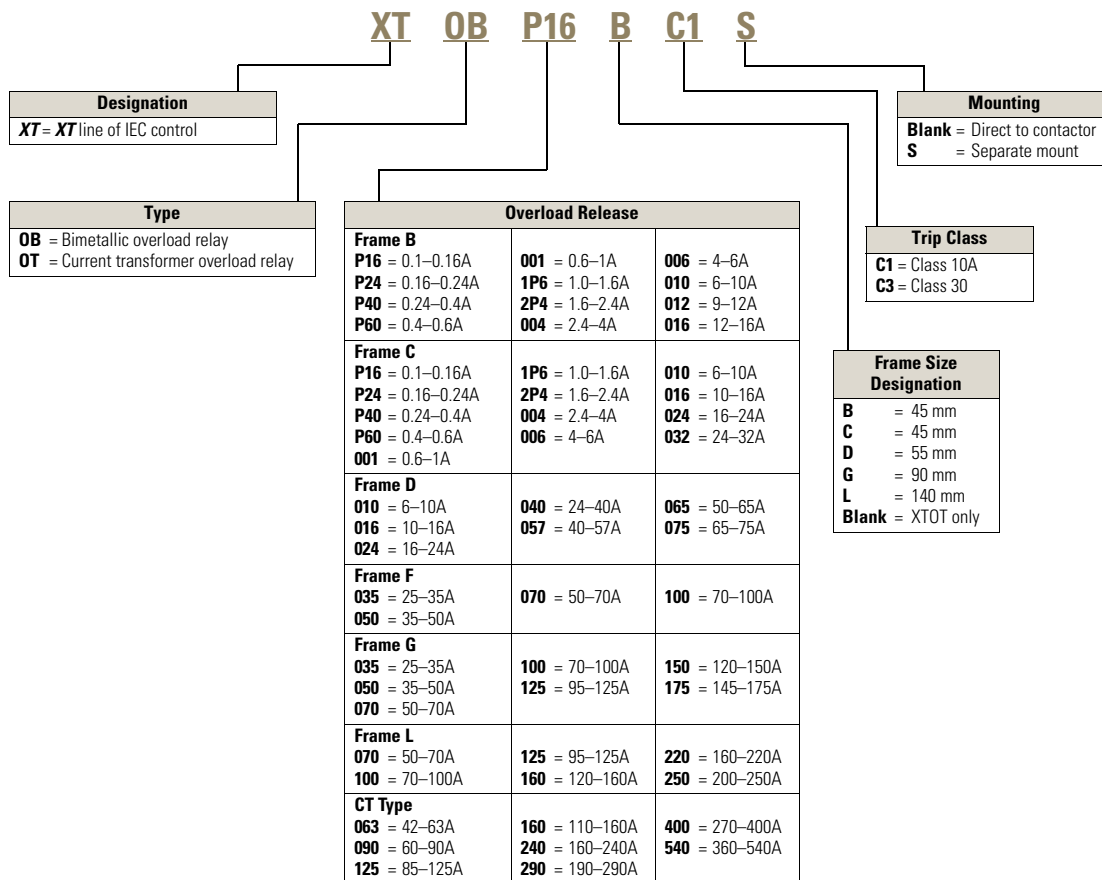 XT OB P16 B C1 S
Designation
XT = XT line of IEC control
Mounting
Blank = Direct to contactor
S = Separate mount
Type
OB = Bimetallic overload relay
OT = Current transformer overload relay
Overload Release
Frame B
P16 = 0.1–0.16A 001 = 0.6–1A 006 = 4–6A
P24 = 0.16–0.24A 1P6 = 1.0–1.6A 010 = 6–10A
P40 = 0.24–0.4A 2P4 = 1.6–2.4A 012 = 9–12A
P60 = 0.4–0.6A 004 = 2.4–4A 016 = 12–16A
Frame C
P16 = 0.1–0.16A 1P6 = 1.0–1.6A 010 = 6–10A
P24 = 0.16–0.24A 2P4 = 1.6–2.4A 016 = 10–16A
P40 = 0.24–0.4A 004 = 2.4–4A 024 = 16–24A
P60 = 0.4–0.6A 006 = 4–6A 032 = 24–32A
001 = 0.6–1A
Frame D
010 = 6–10A 040 = 24–40A 065 = 50–65A
016 = 10–16A 057 = 40–57A 075 = 65–75A
024 = 16–24A
Frame F
035 = 25–35A 070 = 50–70A 100 = 70–100A
050 = 35–50A
Frame G
035 = 25–35A 100 = 70–100A 150 = 120–150A
050 = 35–50A 125 = 95–125A 175 = 145–175A
070 = 50–70A
Frame L
070 = 50–70A 125 = 95–125A 220 = 160–220A
100 = 70–100A 160 = 120–160A 250 = 200–250A
CT Type
063 = 42–63A 160 = 110–160A 400 = 270–400A
090 = 60–90A 240 = 160–240A 540 = 360–540A
125 = 85–125A 290 = 190–290A
Trip Class
C1 = Class 10A
C3 = Class 30
Frame Size
Designation
B = 45 mm
C = 45 mm
D = 55 mm
G = 90 mm
L = 140 mm
Blank = XTOT only